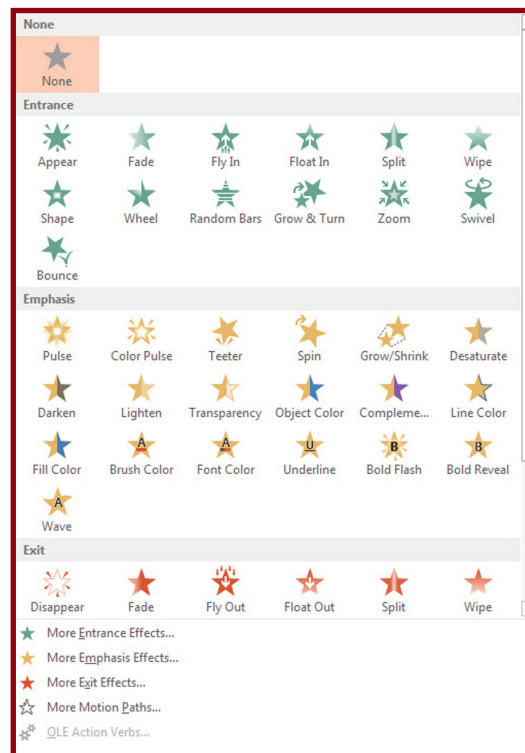 None
None
Entrance
Appear Fade Fly In Float In Split Wipe
Shape Wheel Random Bars Grow & Turn Zoom Swivel
Bounce
Emphasis
Pulse Color Pulse Teeter Spin Grow/Shrink Desaturate
Darken Lighten Transparency Object Color Compleme... Line Color
A A U B B
Fill Color Brush Color Font Color Underline Bold Flash Bold Reveal
A
Wave
Exit
Disappear Fade Fly Out Float Out Split Wipe
More Entrance Effects...
More Emphasis Effects...
More Exit Effects...
More Motion Paths...
OLE Action Verbs...